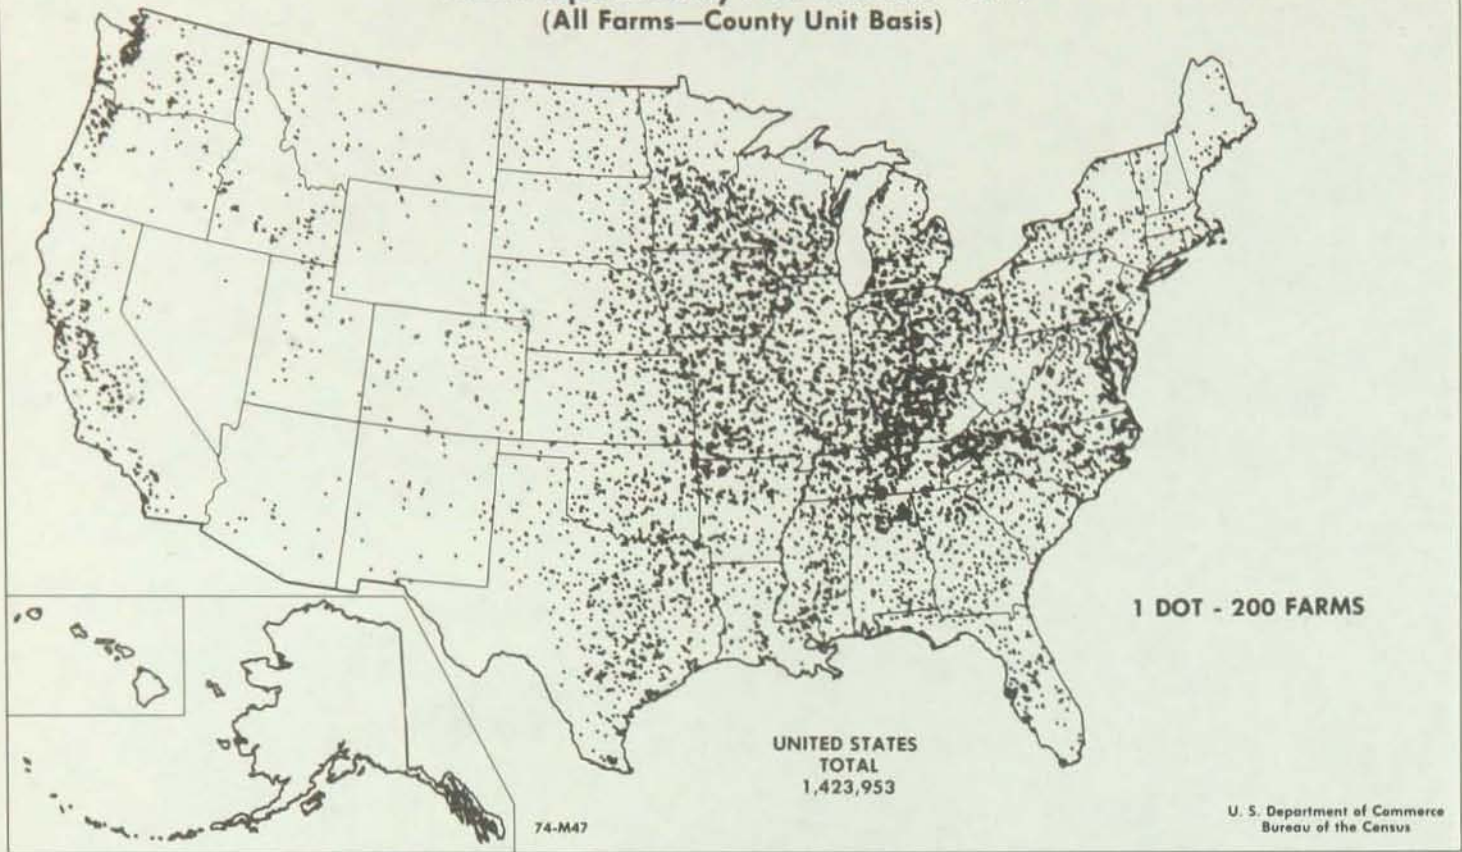 (All Farms—County Unit Basis)
1 DOT - 200 FARMS
UNITED STATES
TOTAL
1,423,953
74-M47
U. S. Department of Commerce
Bureau of the Census